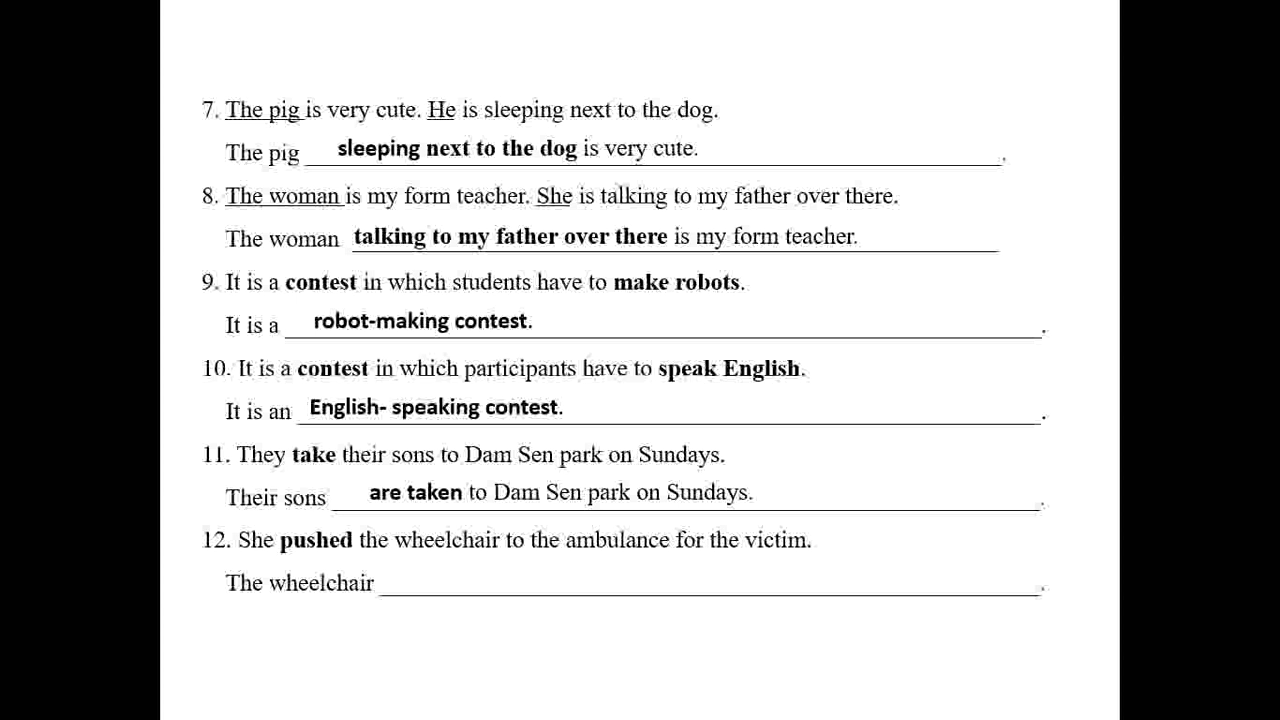 7. The pig is very cute. He is sleeping next to the dog.
The pig sleeping next to the dog is very cute. .
8. The woman is my form teacher. She is talking to my father over there.
The woman talking to my father over there is my form teacher.
9. It is a contest in which students have to make robots.
It is a robot-making contest. .
10. It is a contest in which participants have to speak English.
It is an English- speaking contest. .
11. They take their sons to Dam Sen park on Sundays.
Their sons are taken to Dam Sen park on Sundays. .
12. She pushed the wheelchair to the ambulance for the victim.
The wheelchair .